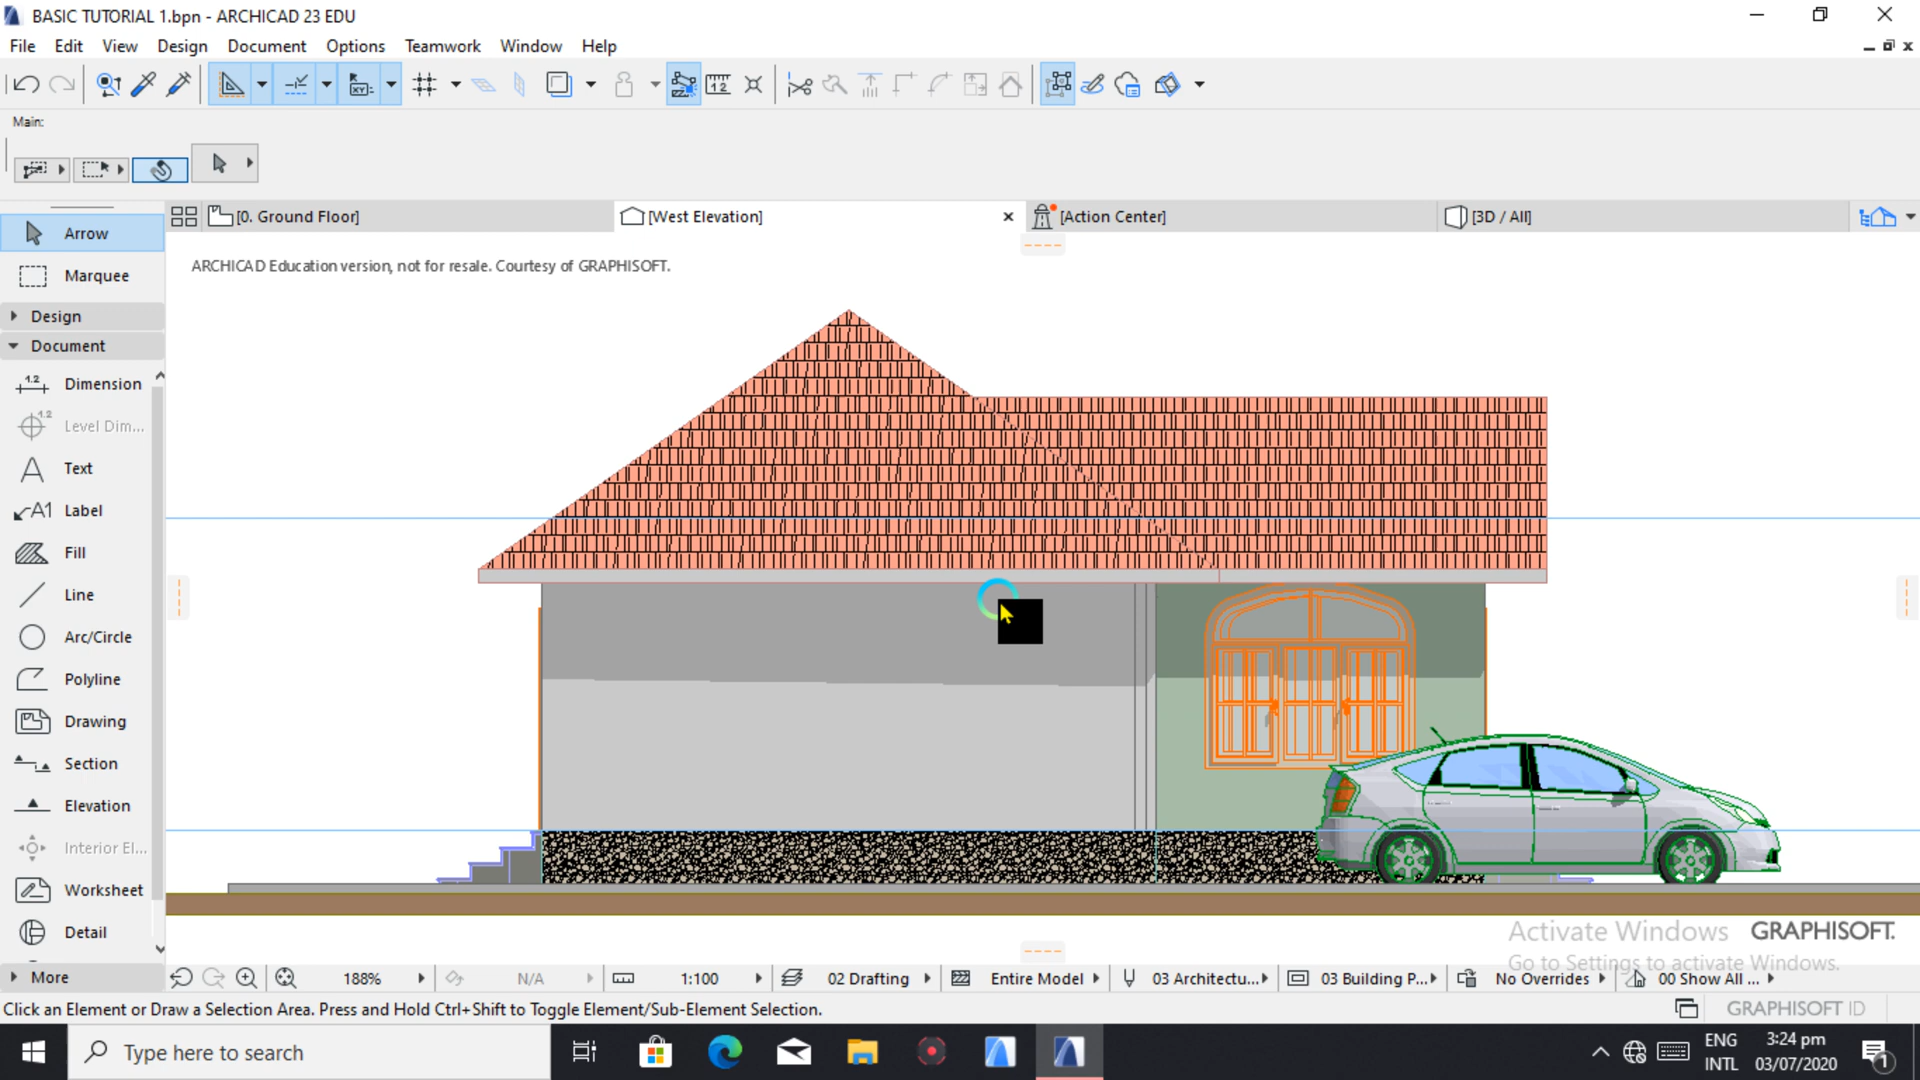 BASIC TUTORIAL 1.bpn - ARCHICAD 23 EDU
File Edit View Design Document Options Teamwork Window Help
Main:
Arrow
Marquee
Design
Document
Dimension
Level Dim...
Text
Label
Fill
Line
Arc/Circle
Polyline
Drawing
Section
Elevation
Interior El...
Worksheet
Detail
More
[0. Ground Floor]
[West Elevation]
[Action Center]
[3D / All]
ARCHICAD Education version, not for resale. Courtesy of GRAPHISOFT.
Activate Windows
Go to Settings to activate Windows.
GRAPHISOFT.
188% N/A 1:100 02 Drafting Entire Model 03 Architectu... 03 Building P... No Overrides 00 Show All ...
Click an Element or Draw a Selection Area. Press and Hold Ctrl+Shift to Toggle Element/Sub-Element Selection.
GRAPHISOFT ID
Type here to search
ENG
INTL
3:24 pm
03/07/2020
1